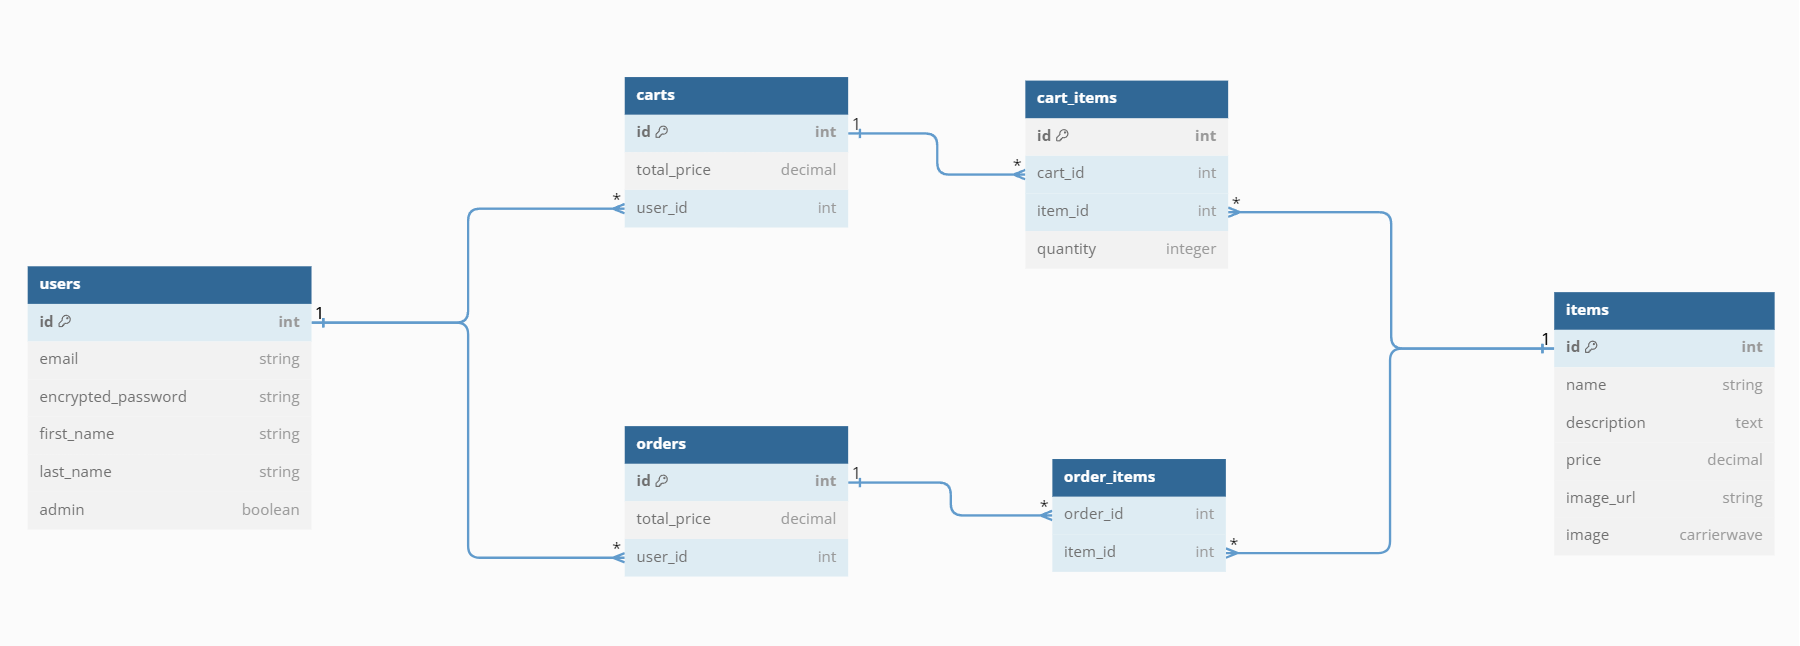 carts
id int
total_price decimal
user_id int
1
*
cart_items
id int
cart_id int
item_id int
quantity integer
*
*
users
id int
email string
encrypted_password string
first_name string
last_name string
admin boolean
1
items
id int
name string
description text
price decimal
image_url string
image carrierwave
1
orders
id int
total_price decimal
user_id int
1
*
order_items
order_id int
item_id int
*
*